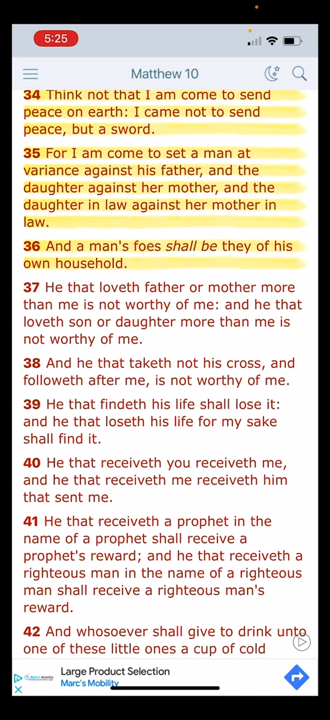 5:25
Matthew 10
34 Think not that I am come to send
peace on earth: I came not to send
peace, but a sword.
35 For I am come to set a man at
variance against his father, and the
daughter against her mother, and the
daughter in law against her mother in
law.
36 And a man's foes shall be they of his
own household.
37 He that loveth father or mother more
than me is not worthy of me: and he that
loveth son or daughter more than me is
not worthy of me.
38 And he that taketh not his cross, and
followeth after me, is not worthy of me.
39 He that findeth his life shall lose it:
and he that loseth his life for my sake
shall find it.
40 He that receiveth you receiveth me,
and he that receiveth me receiveth him
that sent me.
41 He that receiveth a prophet in the
name of a prophet shall receive a
prophet's reward; and he that receiveth a
righteous man in the name of a righteous
man shall receive a righteous man's
reward.
42 And whosoever shall give to drink unto
one of these little ones a cup of cold
Large Product Selection
Marc's Mobility